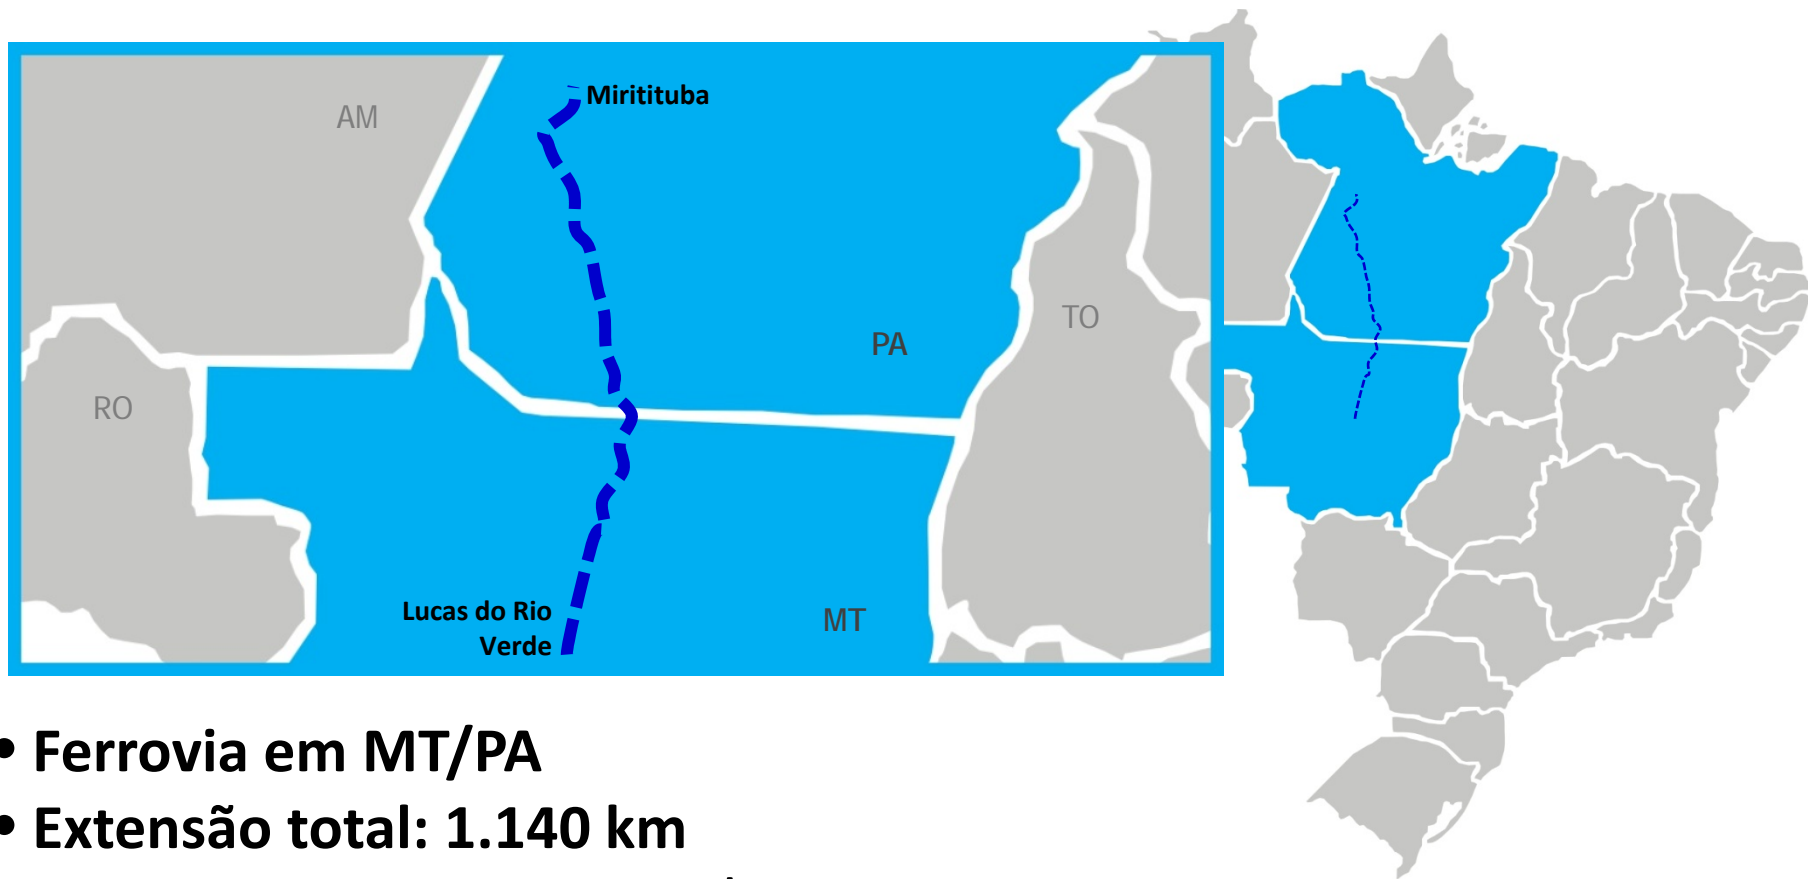 AM
Miritituba
PA
TO
RO
Lucas do Rio
Verde
MT
• Ferrovia em MT/PA
• Extensão total: 1.140 km